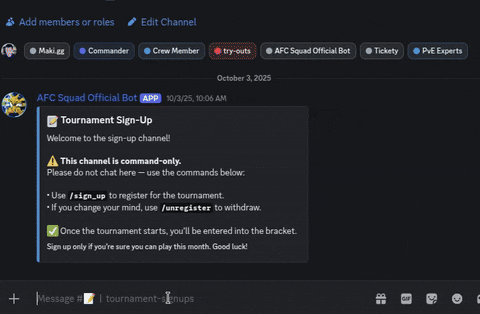 Add members or roles Edit Channel
Maki.gg Commander Crew Member try-outs AFC Squad Official Bot Tickety PvE Experts
October 3, 2025
AFC Squad Official Bot APP 10/3/25, 10:06 AM
📝 Tournament Sign-Up
Welcome to the sign-up channel!
⚠️ This channel is command-only.
Please do not chat here — use the commands below:
• Use /sign_up to register for the tournament.
• If you change your mind, use /unregister to withdraw.
✅ Once the tournament starts, you'll be entered into the bracket.
Sign up only if you're sure you can play this month. Good luck!
Message #📝 | tournament-signups GIF